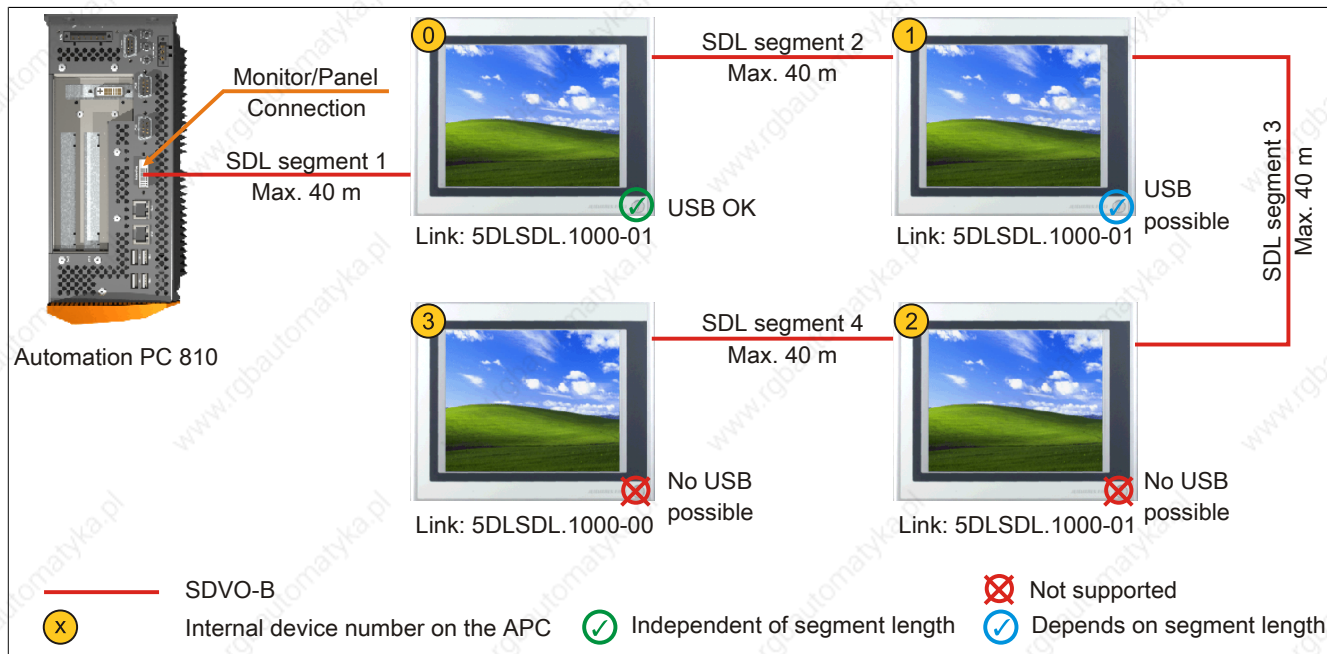 Monitor/Panel
Connection
SDL segment 1
Max. 40 m
Automation PC 810
0
USB OK
Link: 5DLSDL.1000-01
SDL segment 2
Max. 40 m
1
USB
possible
Link: 5DLSDL.1000-01
SDL segment 3
Max. 40 m
3
No USB
possible
Link: 5DLSDL.1000-00
SDL segment 4
Max. 40 m
2
No USB
possible
Link: 5DLSDL.1000-01
SDVO-B
Not supported
x
Internal device number on the APC
Independent of segment length
Depends on segment length
www.rgbautomatyka.pl